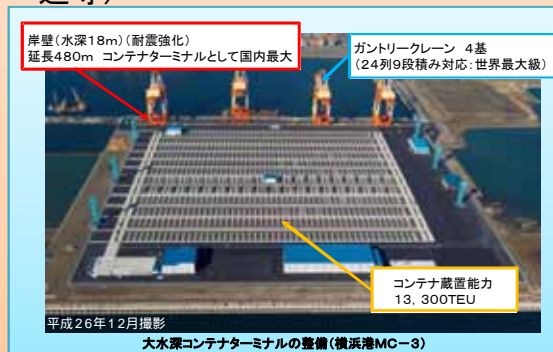 岸壁(水深18m)(耐震強化)
延長480m コンテナターミナルとして国内最大
ガントリークレーン 4基
(24列9段積み対応:世界最大級)
コンテナ蔵置能力
13,300TEU
平成26年12月撮影
大水深コンテナターミナルの整備(横浜港MC-3)